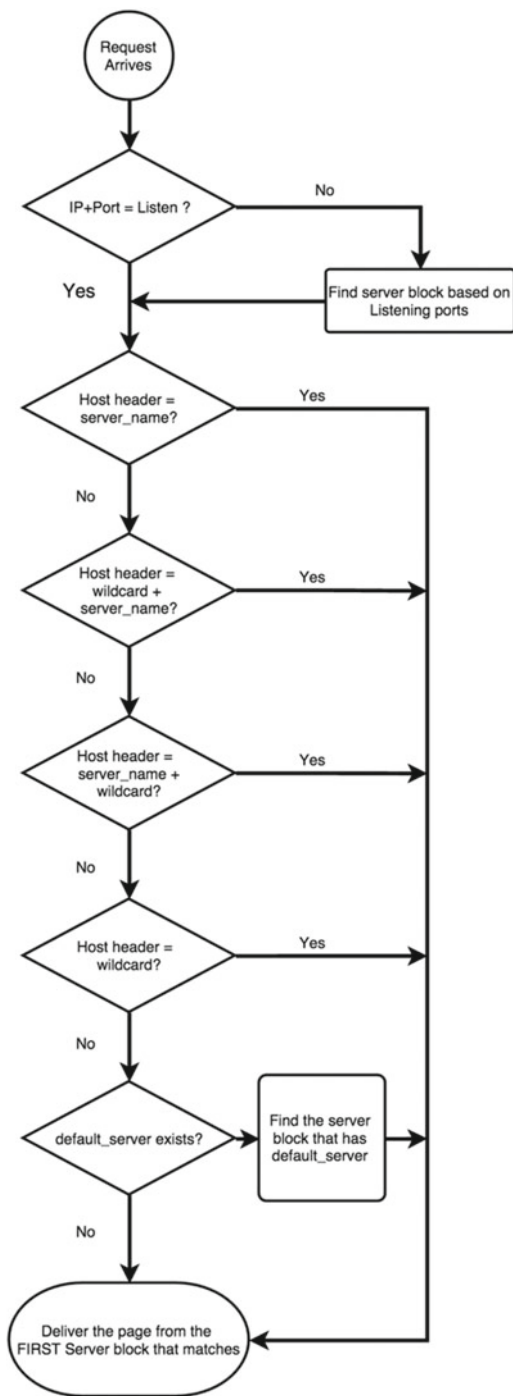 Request
Arrives
IP+Port = Listen ?
No
Yes
Find server block based on
Listening ports
Host header =
server_name?
Yes
No
Host header =
wildcard +
server_name?
Yes
No
Host header =
server_name +
wildcard?
Yes
No
Host header =
wildcard?
Yes
No
default_server exists?
Find the server
block that has
default_server
No
Deliver the page from the
FIRST Server block that matches